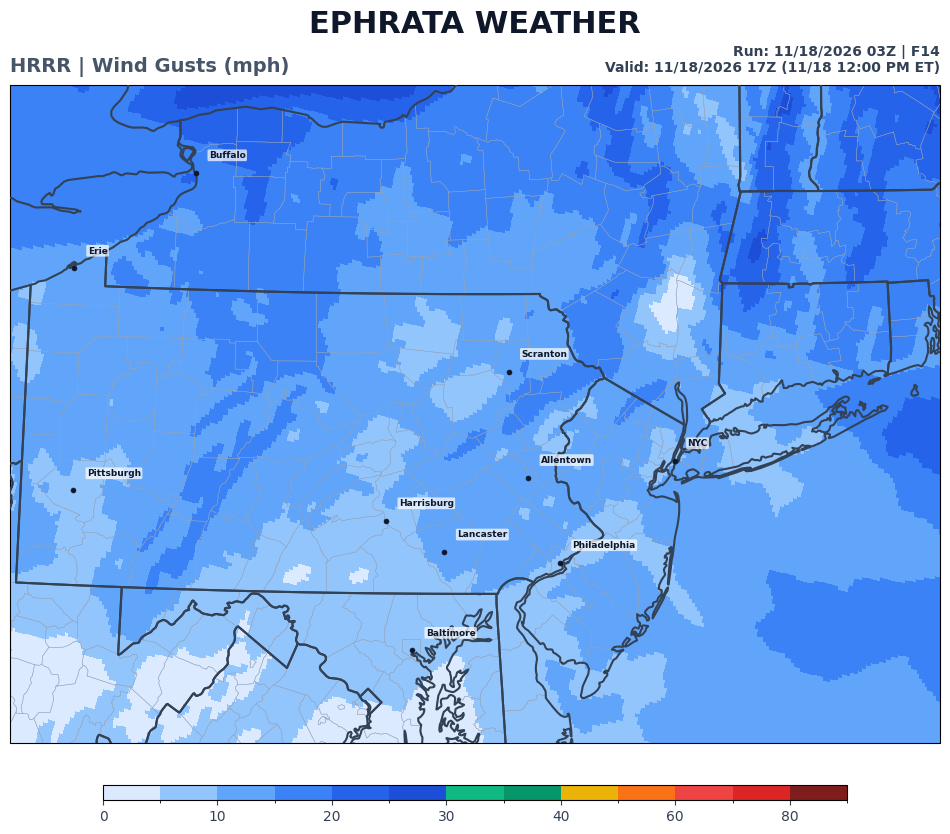 EPHRATA WEATHER
HRRR | Wind Gusts (mph)
Run: 11/18/2026 03Z | F14
Valid: 11/18/2026 17Z (11/18 12:00 PM ET)
Buffalo
Erie
Scranton
NYC
Allentown
Pittsburgh
Harrisburg
Lancaster
Philadelphia
Baltimore
0 10 20 30 40 60 80